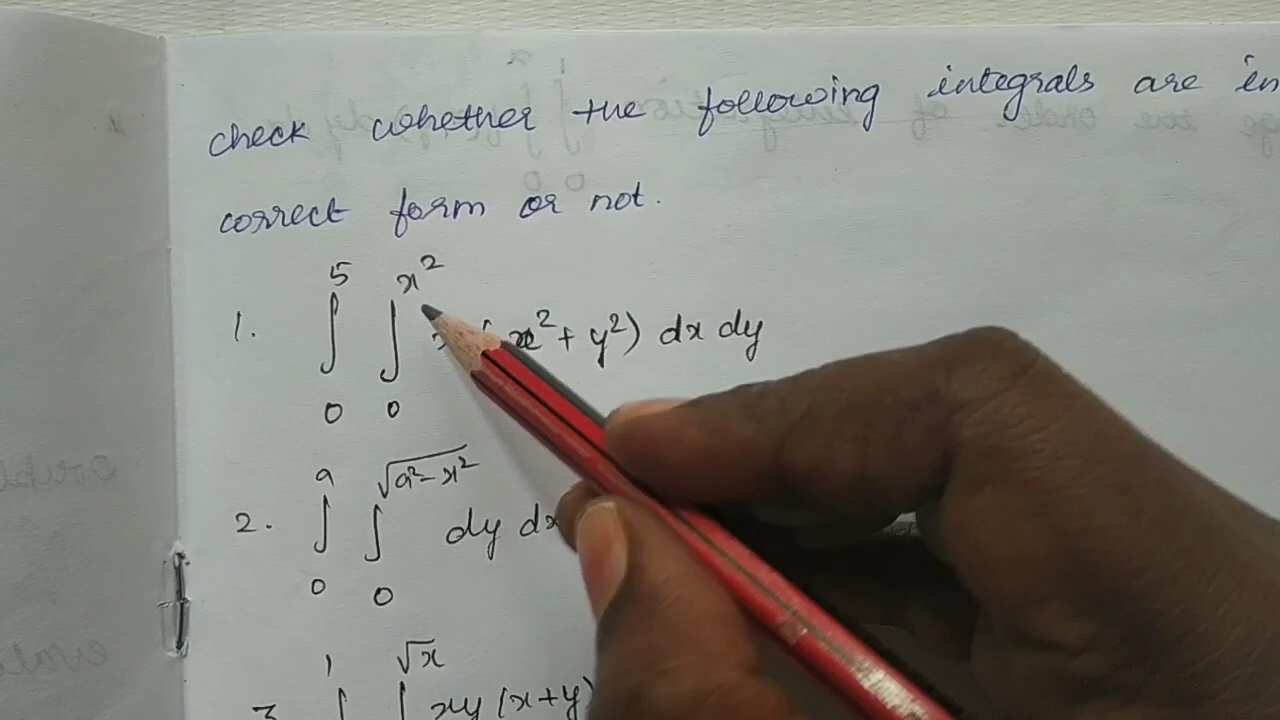 check whether the following integrals are in
correct form or not.
1. ∫₀⁵ ∫₀^(x²) (x² + y²) dx dy
2. ∫₀^a ∫₀^√(a²-x²) dy dx
3. ∫^1 ∫^√x xy (x+y)